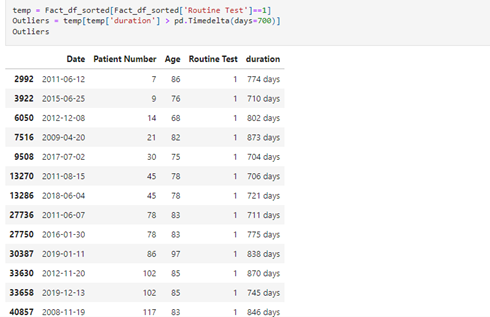 temp = Fact_df_sorted[Fact_df_sorted['Routine Test']==1]
Outliers = temp[temp['duration'] > pd.Timedelta(days=700)]
Outliers
Date Patient Number Age Routine Test duration
2992 2011-06-12 7 86 1 774 days
3922 2015-06-25 9 76 1 710 days
6050 2012-12-08 14 68 1 802 days
7516 2009-04-20 21 82 1 873 days
9508 2017-07-02 30 75 1 704 days
13270 2011-08-15 45 78 1 706 days
13286 2018-06-04 45 78 1 721 days
27736 2011-06-07 78 83 1 711 days
27750 2016-01-30 78 83 1 775 days
30387 2019-01-11 86 97 1 838 days
33630 2012-11-20 102 85 1 870 days
33658 2019-12-13 102 85 1 745 days
40857 2008-11-19 117 83 1 846 days